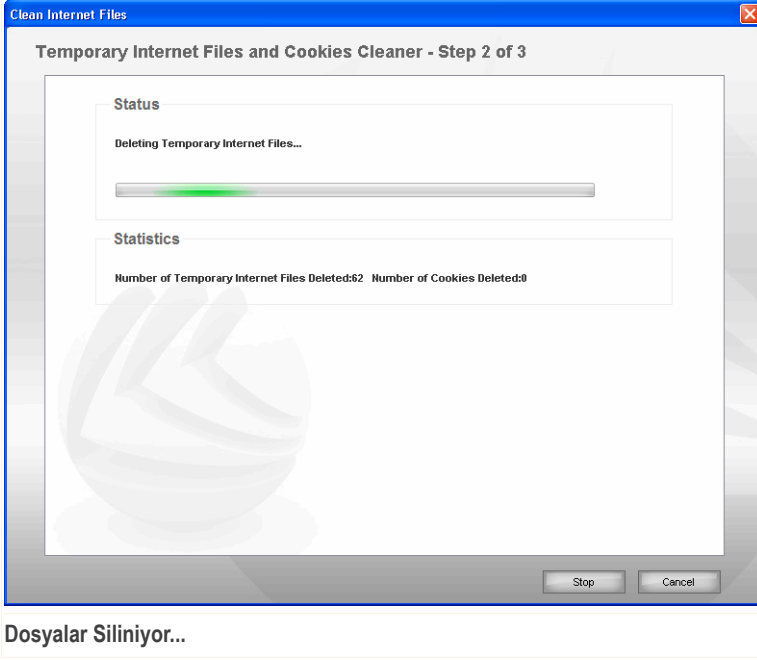 Clean Internet Files
Temporary Internet Files and Cookies Cleaner - Step 2 of 3
Status
Deleting Temporary Internet Files...
Statistics
Number of Temporary Internet Files Deleted:62 Number of Cookies Deleted:0
Stop Cancel
Dosyalar Siliniyor...